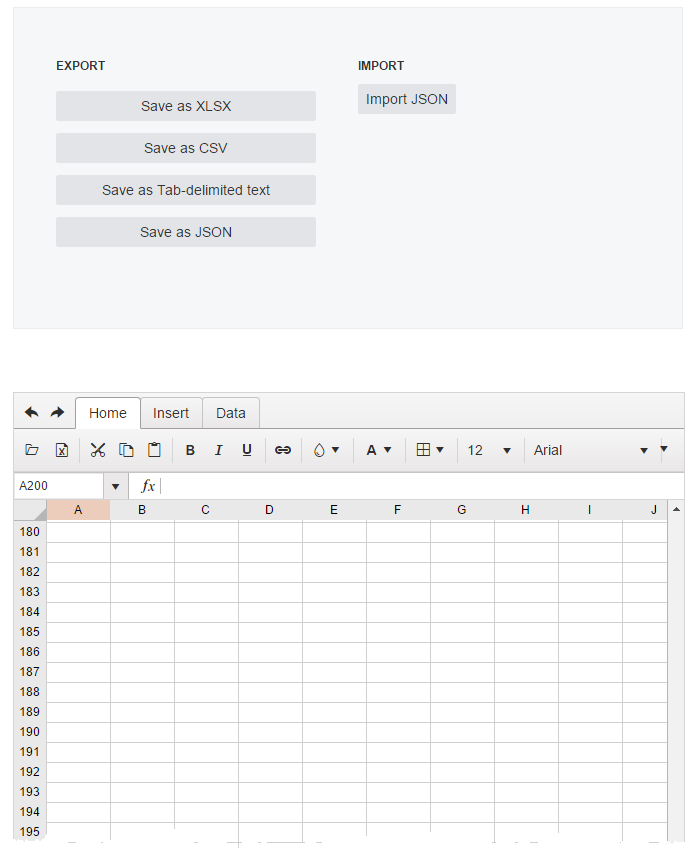 EXPORT
IMPORT
Save as XLSX
Import JSON
Save as CSV
Save as Tab-delimited text
Save as JSON
Home Insert Data
X B I U A 12 Arial
A200 fx
A B C D E F G H I J
180
181
182
183
184
185
186
187
188
189
190
191
192
193
194
195